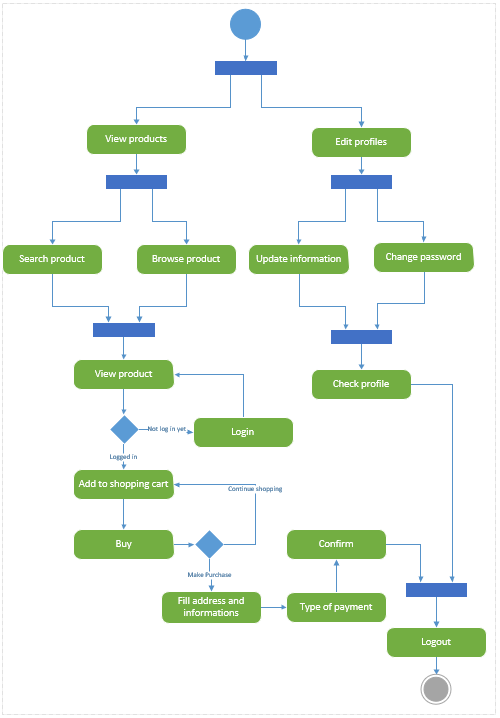 View products
Edit profiles
Search product
Browse product
Update information
Change password
View product
Check profile
Not log in yet
Login
Logged in
Add to shopping cart
Continue shopping
Buy
Confirm
Make Purchase
Fill address and
informations
Type of payment
Logout